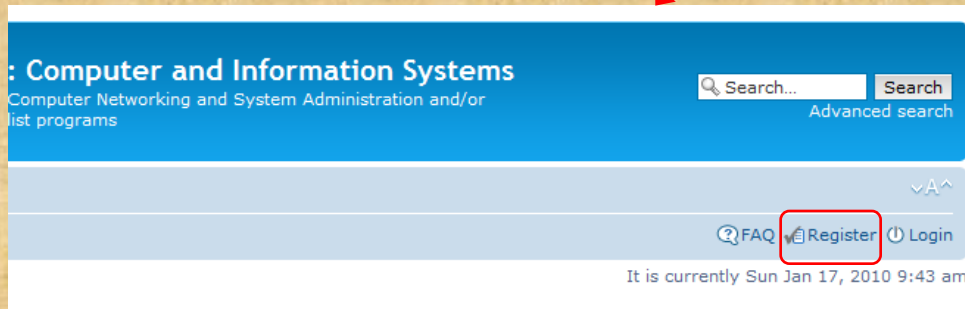 : Computer and Information Systems
Computer Networking and System Administration and/or
list programs
Search... Search
Advanced search
A
FAQ Register Login
It is currently Sun Jan 17, 2010 9:43 am